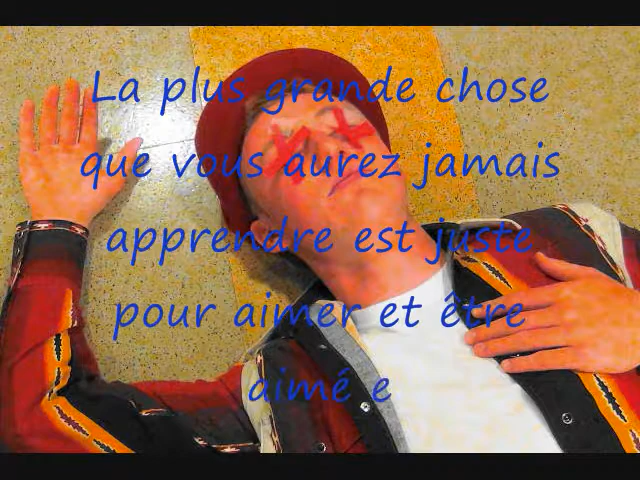 La plus grande chose
que vous aurez jamais
apprendre est juste
pour aimer et être
aimé e